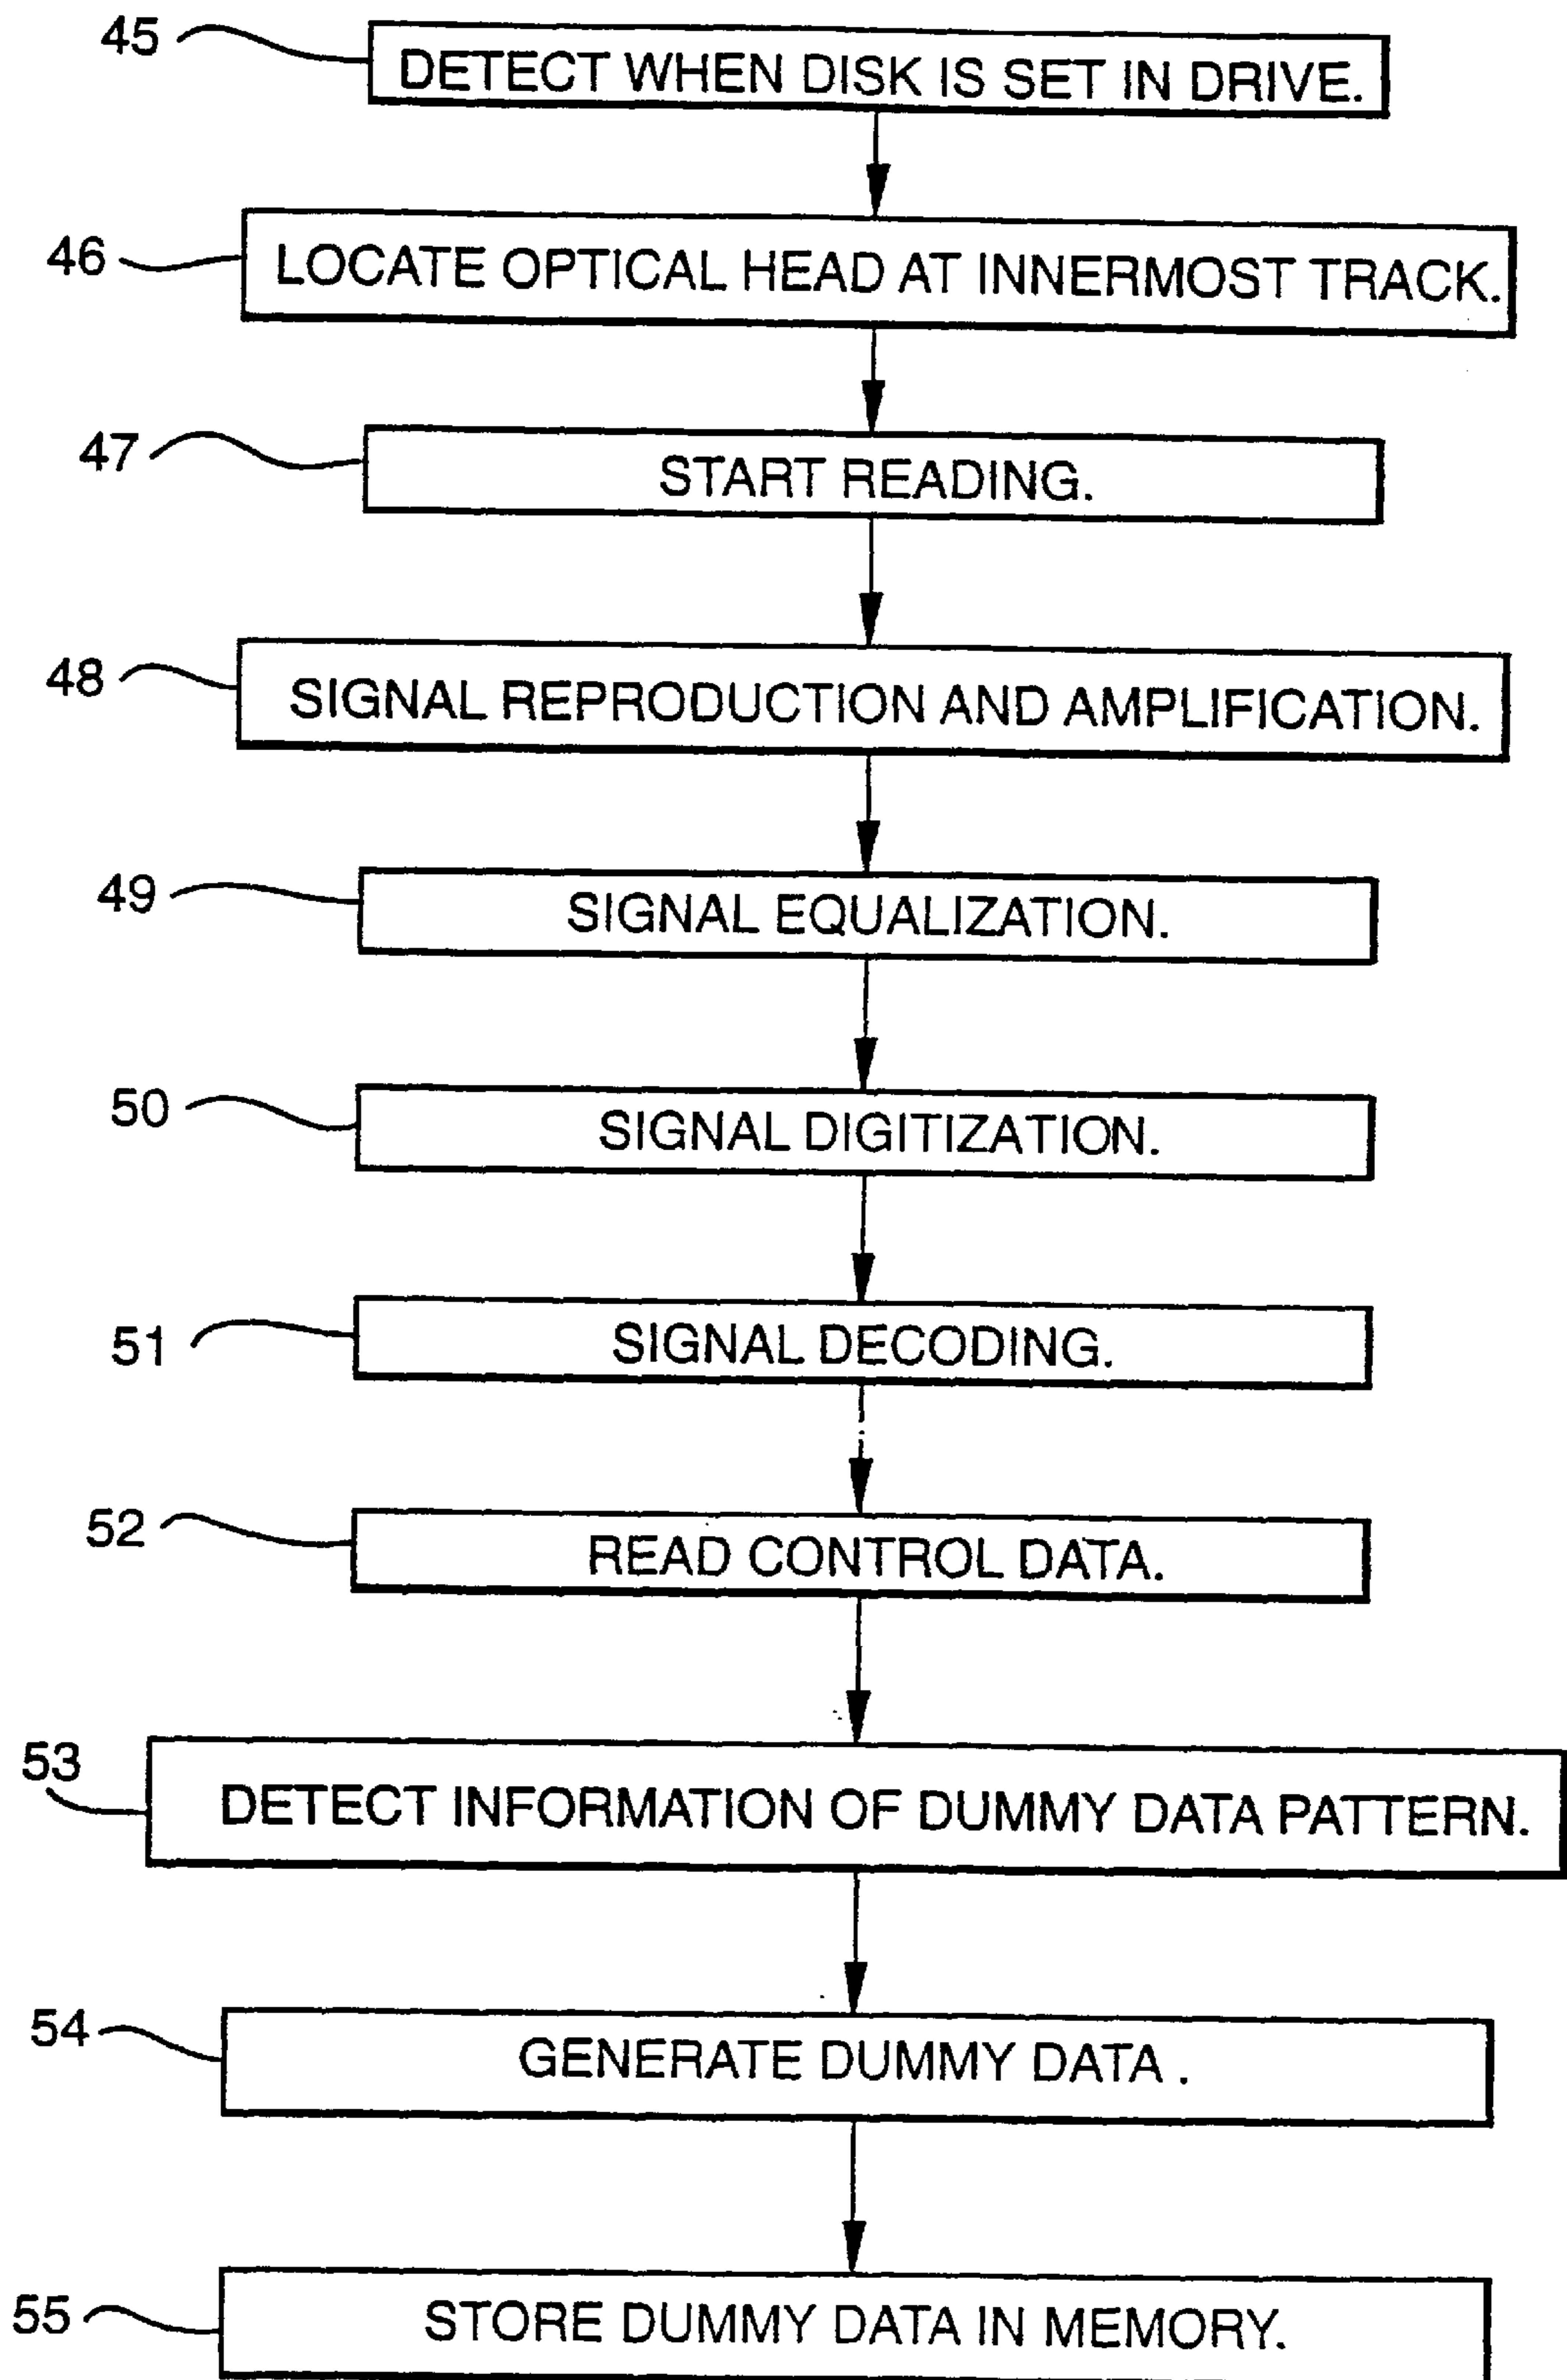 45 DETECT WHEN DISK IS SET IN DRIVE.
46 LOCATE OPTICAL HEAD AT INNERMOST TRACK.
47 START READING.
48 SIGNAL REPRODUCTION AND AMPLIFICATION.
49 SIGNAL EQUALIZATION.
50 SIGNAL DIGITIZATION.
51 SIGNAL DECODING.
52 READ CONTROL DATA.
53 DETECT INFORMATION OF DUMMY DATA PATTERN.
54 GENERATE DUMMY DATA .
55 STORE DUMMY DATA IN MEMORY.